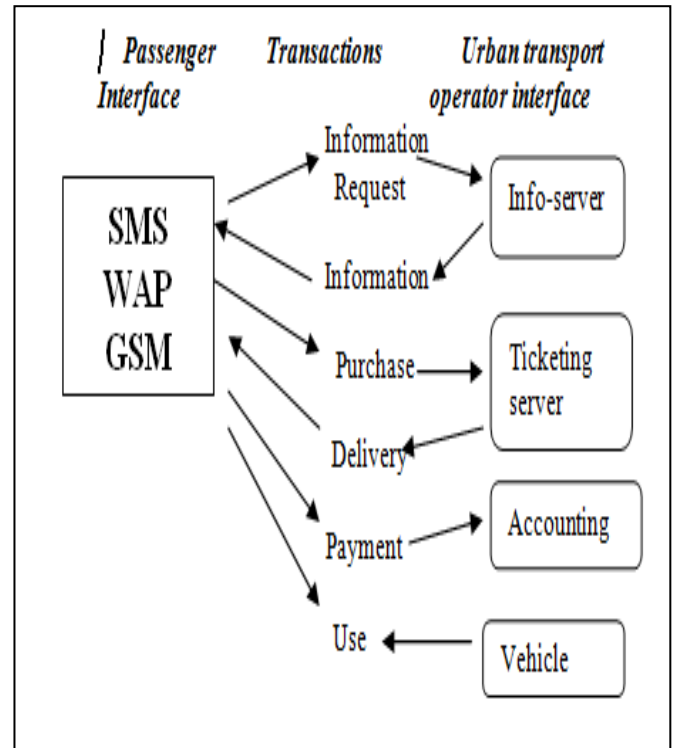 Passenger Interface
Transactions
Urban transport operator interface
SMS
WAP
GSM
Information
Request
Information
Purchase
Delivery
Payment
Use
Info-server
Ticketing
server
Accounting
Vehicle